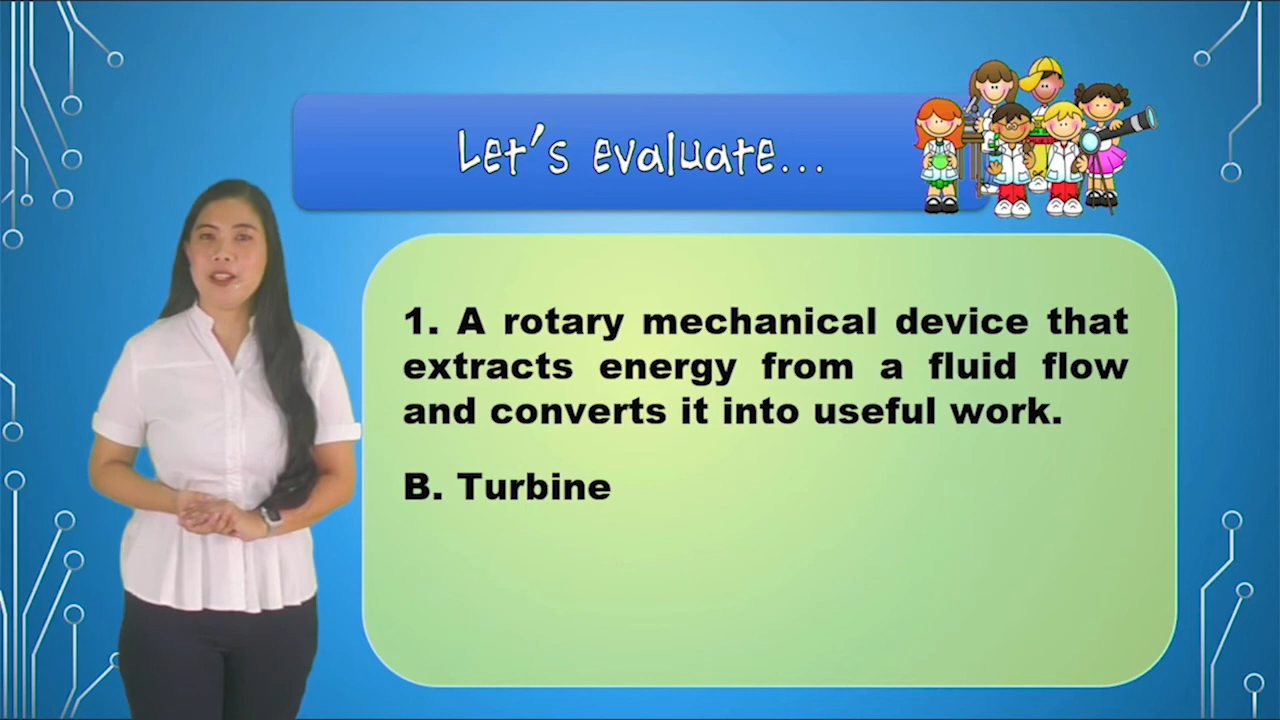 Let's evaluate...
1. A rotary mechanical device that
extracts energy from a fluid flow
and converts it into useful work.
B. Turbine